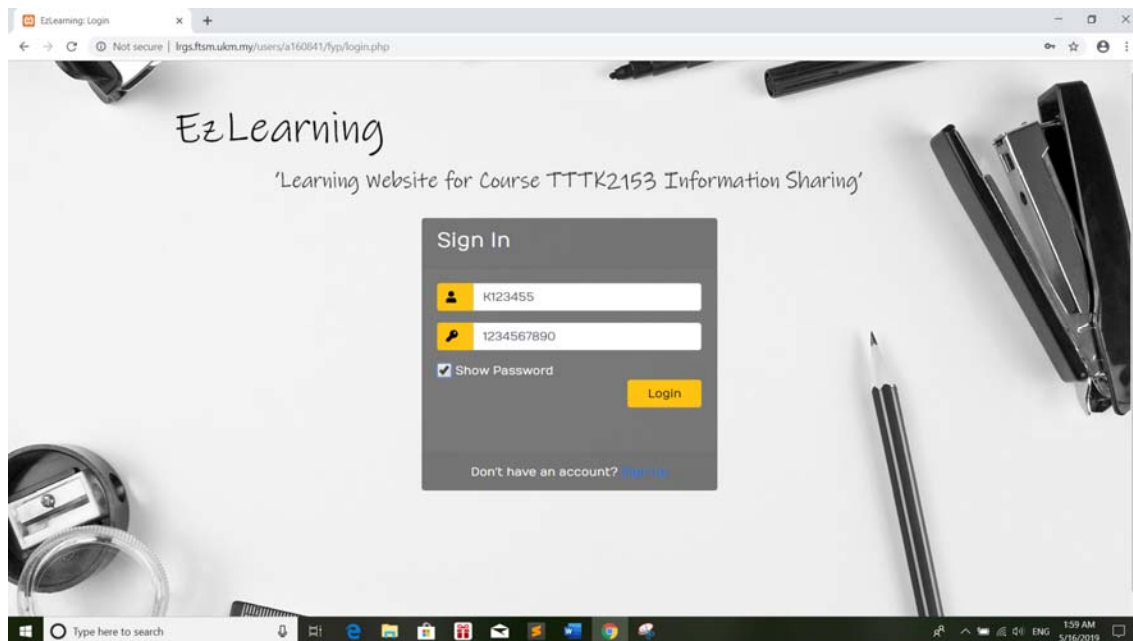 EzLearning: Login
Not secure | lrgs.ftsm.ukm.my/users/a160841/fyp/login.php
EzLearning
'Learning Website for Course TTTK2153 Information Sharing'
Sign In
K123455
1234567890
Show Password
Login
Don't have an account? Sign Up
Type here to search
ENG
1:59 AM
5/16/2019